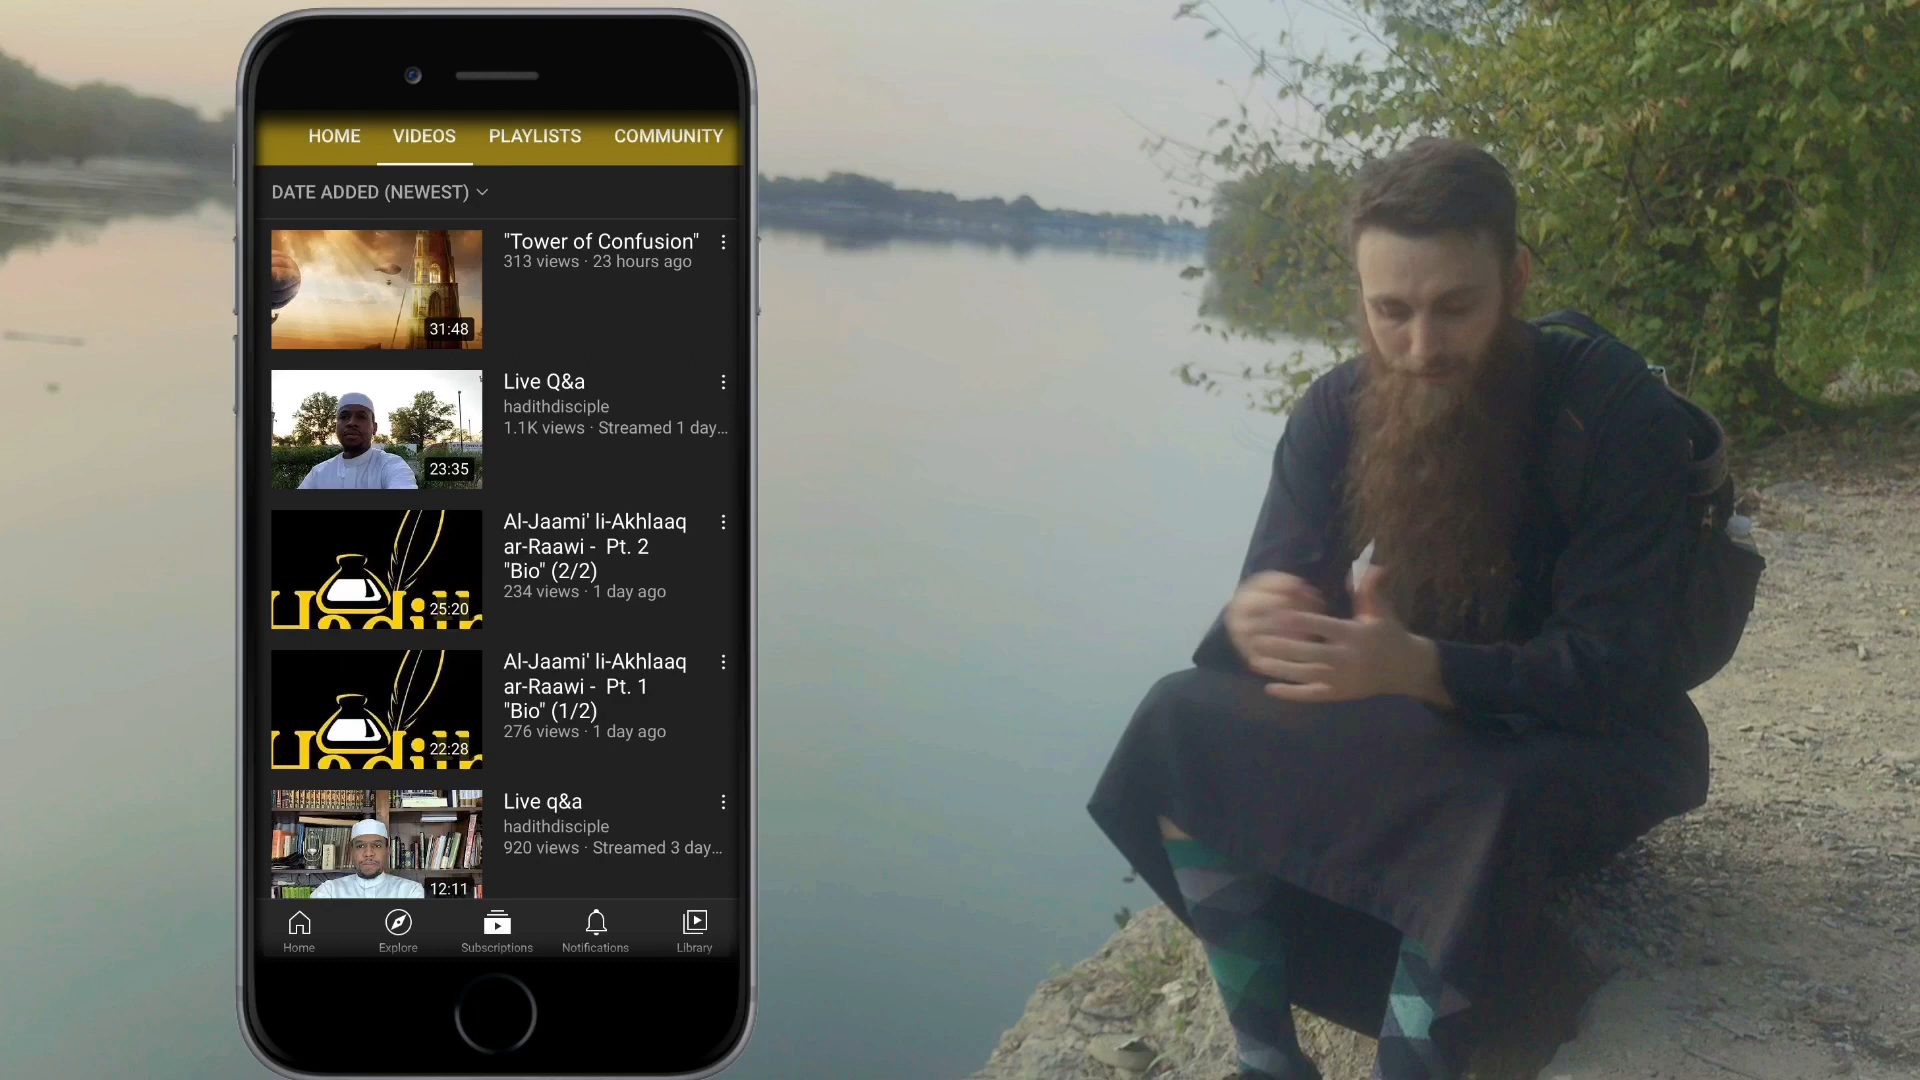 HOME VIDEOS PLAYLISTS COMMUNITY
DATE ADDED (NEWEST)
"Tower of Confusion"
313 views · 23 hours ago
31:48
Live Q&a
hadithdisciple
1.1K views · Streamed 1 day...
23:35
Al-Jaami' li-Akhlaaq
ar-Raawi - Pt. 2
"Bio" (2/2)
234 views · 1 day ago
25:20
Al-Jaami' li-Akhlaaq
ar-Raawi - Pt. 1
"Bio" (1/2)
276 views · 1 day ago
22:28
Live q&a
hadithdisciple
920 views · Streamed 3 day...
12:11
Home Explore Subscriptions Notifications Library